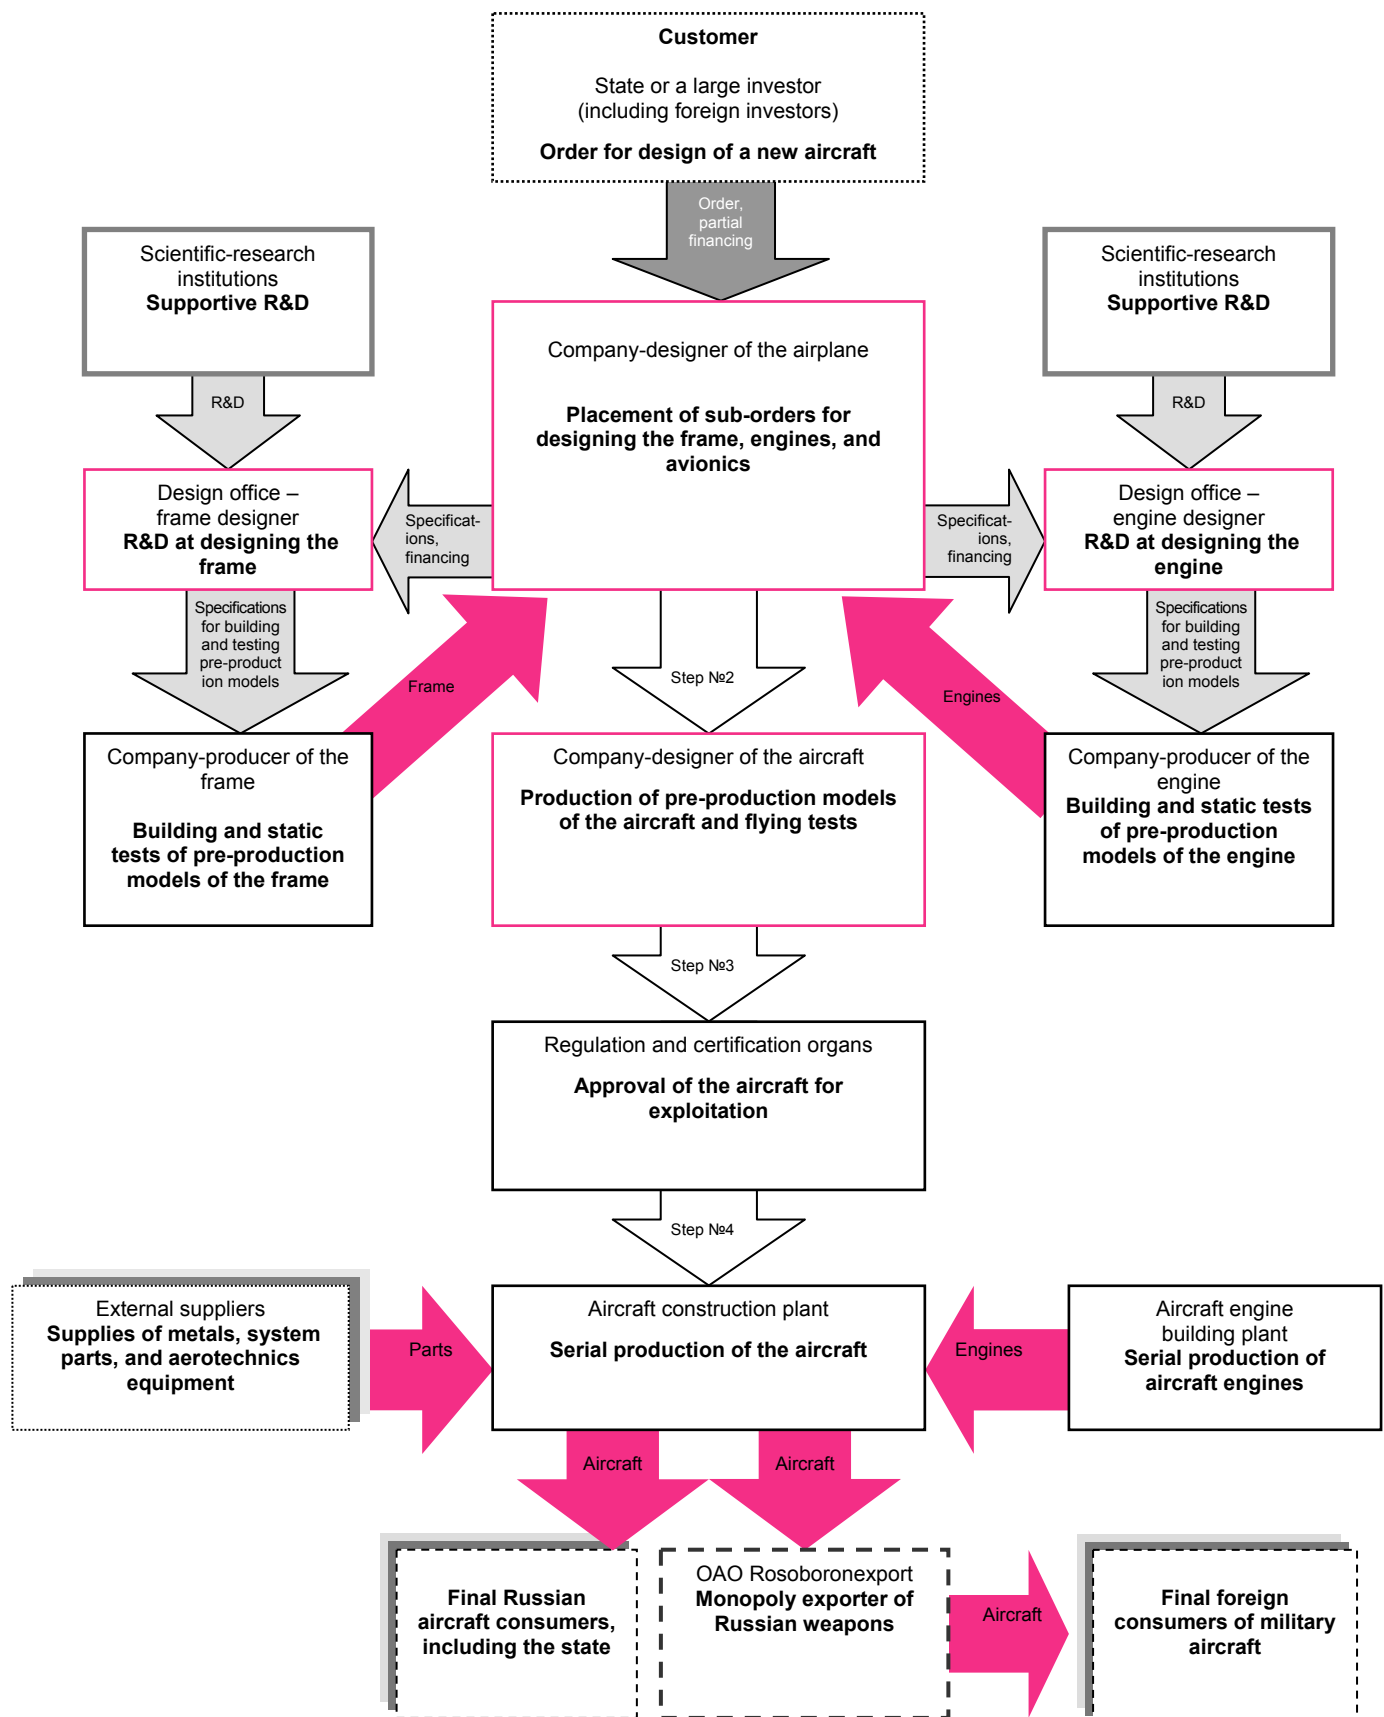 Customer
State or a large investor
(including foreign investors)
Order for design of a new aircraft
Order,
partial
financing
Scientific-research
institutions
Supportive R&D
Scientific-research
institutions
Supportive R&D
R&D
R&D
Company-designer of the airplane
Placement of sub-orders for
designing the frame, engines, and
avionics
Design office –
frame designer
R&D at designing the
frame
Specificat-
ions,
financing
Specificat-
ions,
financing
Design office –
engine designer
R&D at designing the
engine
Specifications
for building
and testing
pre-product
ion models
Frame
Step №2
Engines
Specifications
for building
and testing
pre-product
ion models
Company-producer of the
frame
Building and static
tests of pre-production
models of the frame
Company-designer of the aircraft
Production of pre-production models
of the aircraft and flying tests
Company-producer of the
engine
Building and static tests
of pre-production
models of the engine
Step №3
Regulation and certification organs
Approval of the aircraft for
exploitation
Step №4
External suppliers
Supplies of metals, system
parts, and aerotechnics
equipment
Parts
Aircraft construction plant
Serial production of the aircraft
Engines
Aircraft engine
building plant
Serial production of
aircraft engines
Aircraft
Aircraft
Final Russian
aircraft consumers,
including the state
OAO Rosoboronexport
Monopoly exporter of
Russian weapons
Aircraft
Final foreign
consumers of military
aircraft